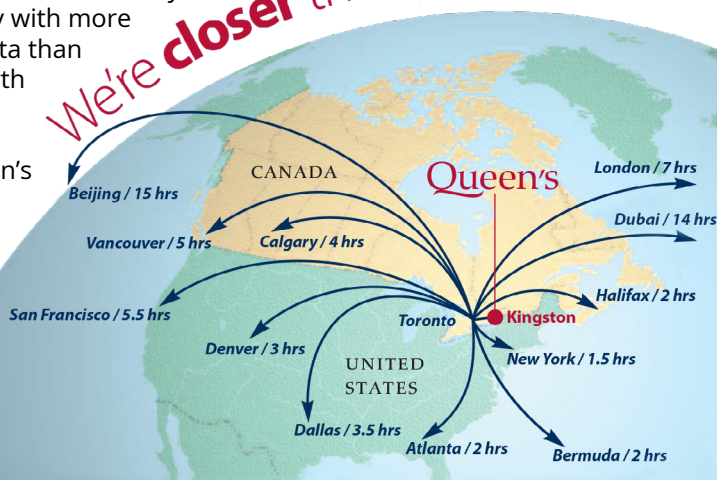 y with more
ta than
th
n's
We're closer
CANADA
Queen's
London / 7 hrs
Beijing / 15 hrs
Dubai / 14 hrs
Vancouver / 5 hrs
Calgary / 4 hrs
Halifax / 2 hrs
San Francisco / 5.5 hrs
Toronto
Kingston
Denver / 3 hrs
New York / 1.5 hrs
UNITED
STATES
Dallas / 3.5 hrs
Atlanta / 2 hrs
Bermuda / 2 hrs